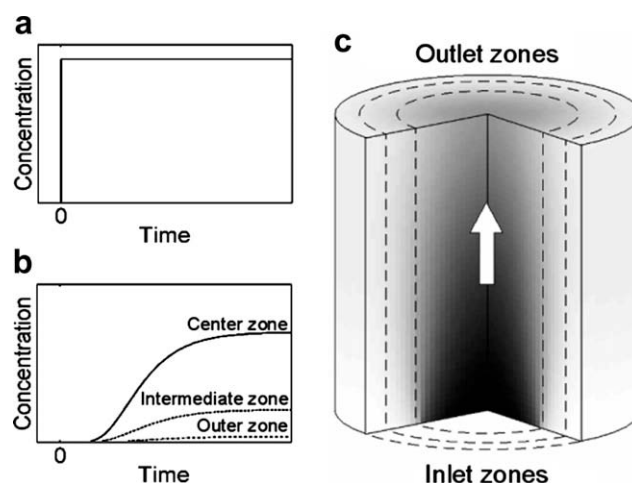 a
Concentration
0
Time
b
Concentration
Center zone
Intermediate zone
Outer zone
0
Time
c
Outlet zones
Inlet zones